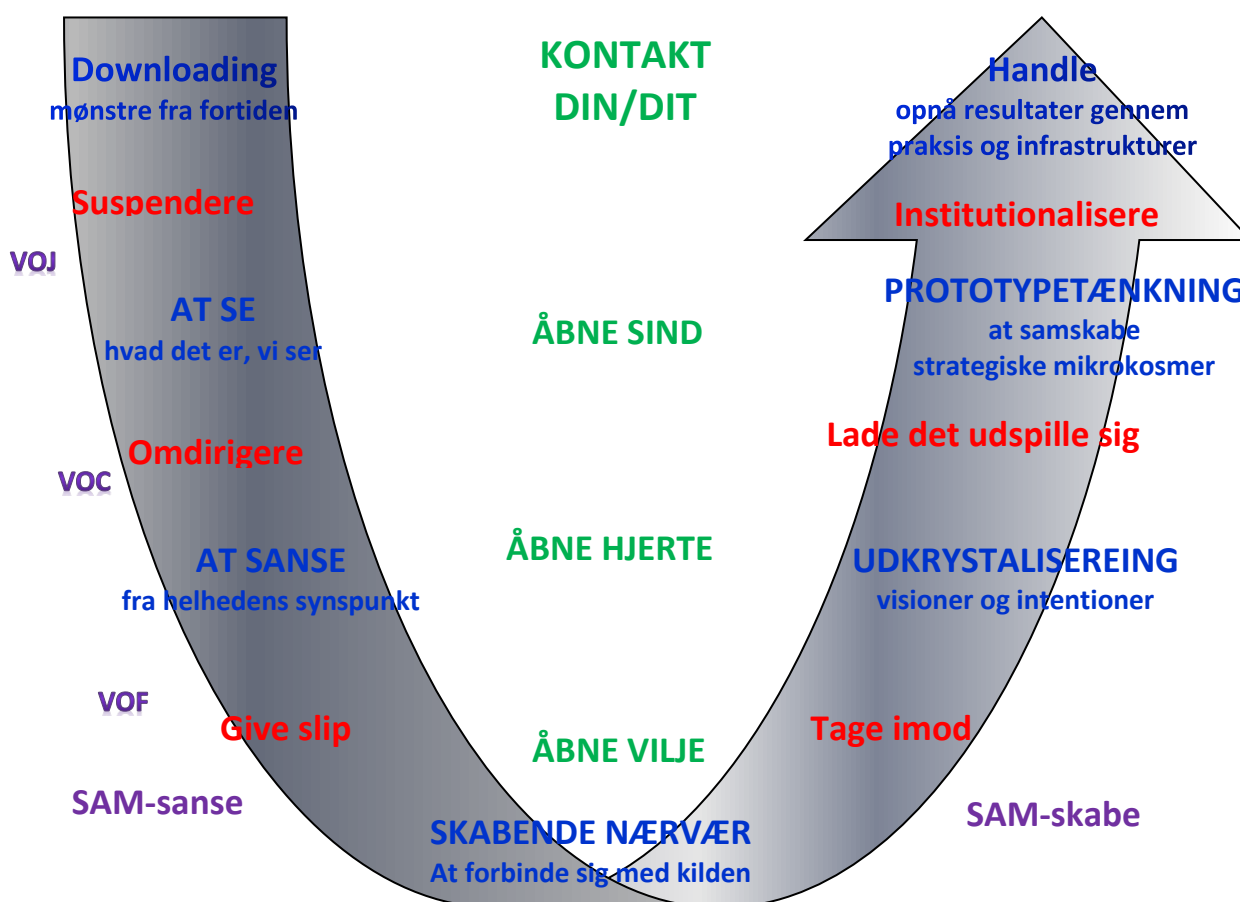 Downloading
mønstre fra fortiden
KONTAKT
DIN/DIT
Handle
opnå resultater gennem
praksis og infrastrukturer
Suspendere
Institutionalisere
VOJ
AT SE
hvad det er, vi ser
ÅBNE SIND
PROTOTYPETÆNKNING
at samskabe
strategiske mikrokosmer
Omdirigere
Lade det udspille sig
VOC
AT SANSE
fra helhedens synspunkt
ÅBNE HJERTE
UDKRYSTALISEREING
visioner og intentioner
VOF
Give slip
ÅBNE VILJE
Tage imod
SAM-sanse
SAM-skabe
SKABENDE NÆRVÆR
At forbinde sig med kilden